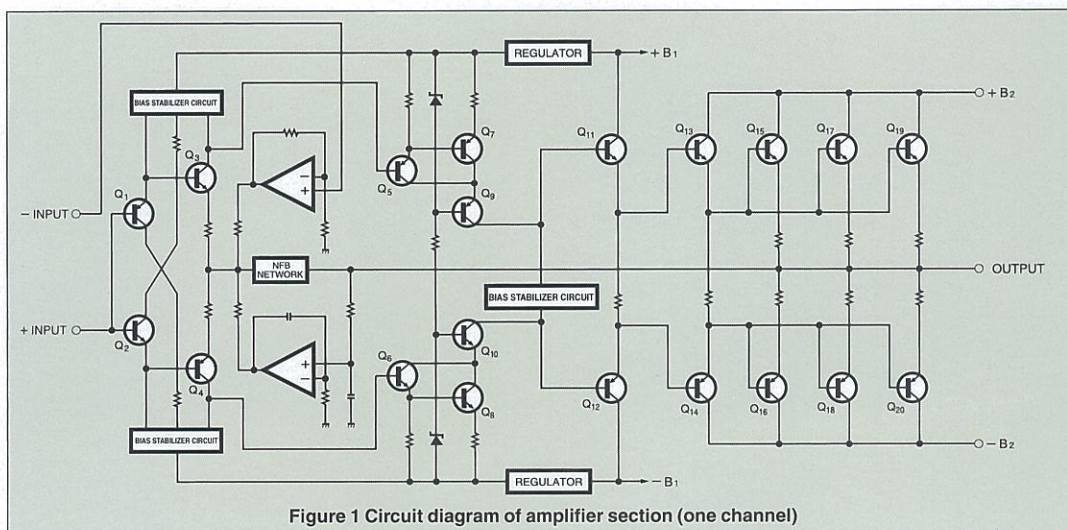 REGULATOR
+ B1
+ B2
BIAS STABILIZER CIRCUIT
Q11
Q13
Q15
Q17
Q19
Q3
Q7
Q5
Q1
Q9
− +
− INPUT
NFB
NETWORK
OUTPUT
BIAS STABILIZER CIRCUIT
+ INPUT
Q2
Q10
+ −
Q6
Q4
Q8
Q12
Q14
Q16
Q18
Q20
BIAS STABILIZER CIRCUIT
− B2
REGULATOR
− B1
Figure 1 Circuit diagram of amplifier section (one channel)